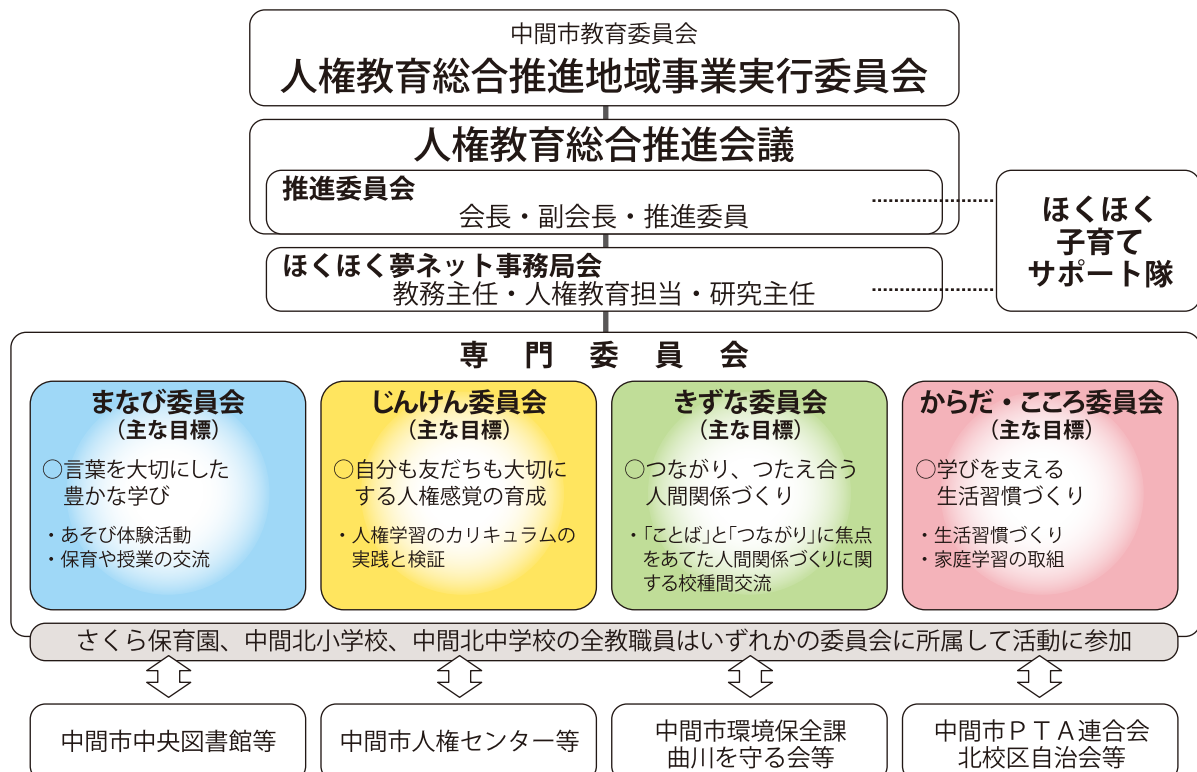 中間市教育委員会
人権教育総合推進地域事業実行委員会
人権教育総合推進会議
推進委員会
会長・副会長・推進委員
ほくほく夢ネット事務局会
教務主任・人権教育担当・研究主任
ほくほく
子育て
サポート隊
専門委員会
まなび委員会
（主な目標）
○言葉を大切にした
豊かな学び
・あそび体験活動
・保育や授業の交流
じんけん委員会
（主な目標）
○自分も友だちも大切に
する人権感覚の育成
・人権学習のカリキュラムの
実践と検証
きずな委員会
（主な目標）
○つながり、つたえ合う
人間関係づくり
・「ことば」と「つながり」に焦点
をあてた人間関係づくりに関
する校種間交流
からだ・こころ委員会
（主な目標）
○学びを支える
生活習慣づくり
・生活習慣づくり
・家庭学習の取組
さくら保育園、中間北小学校、中間北中学校の全教職員はいずれかの委員会に所属して活動に参加
中間市中央図書館等
中間市人権センター等
中間市環境保全課
曲川を守る会等
中間市ＰＴＡ連合会
北校区自治会等